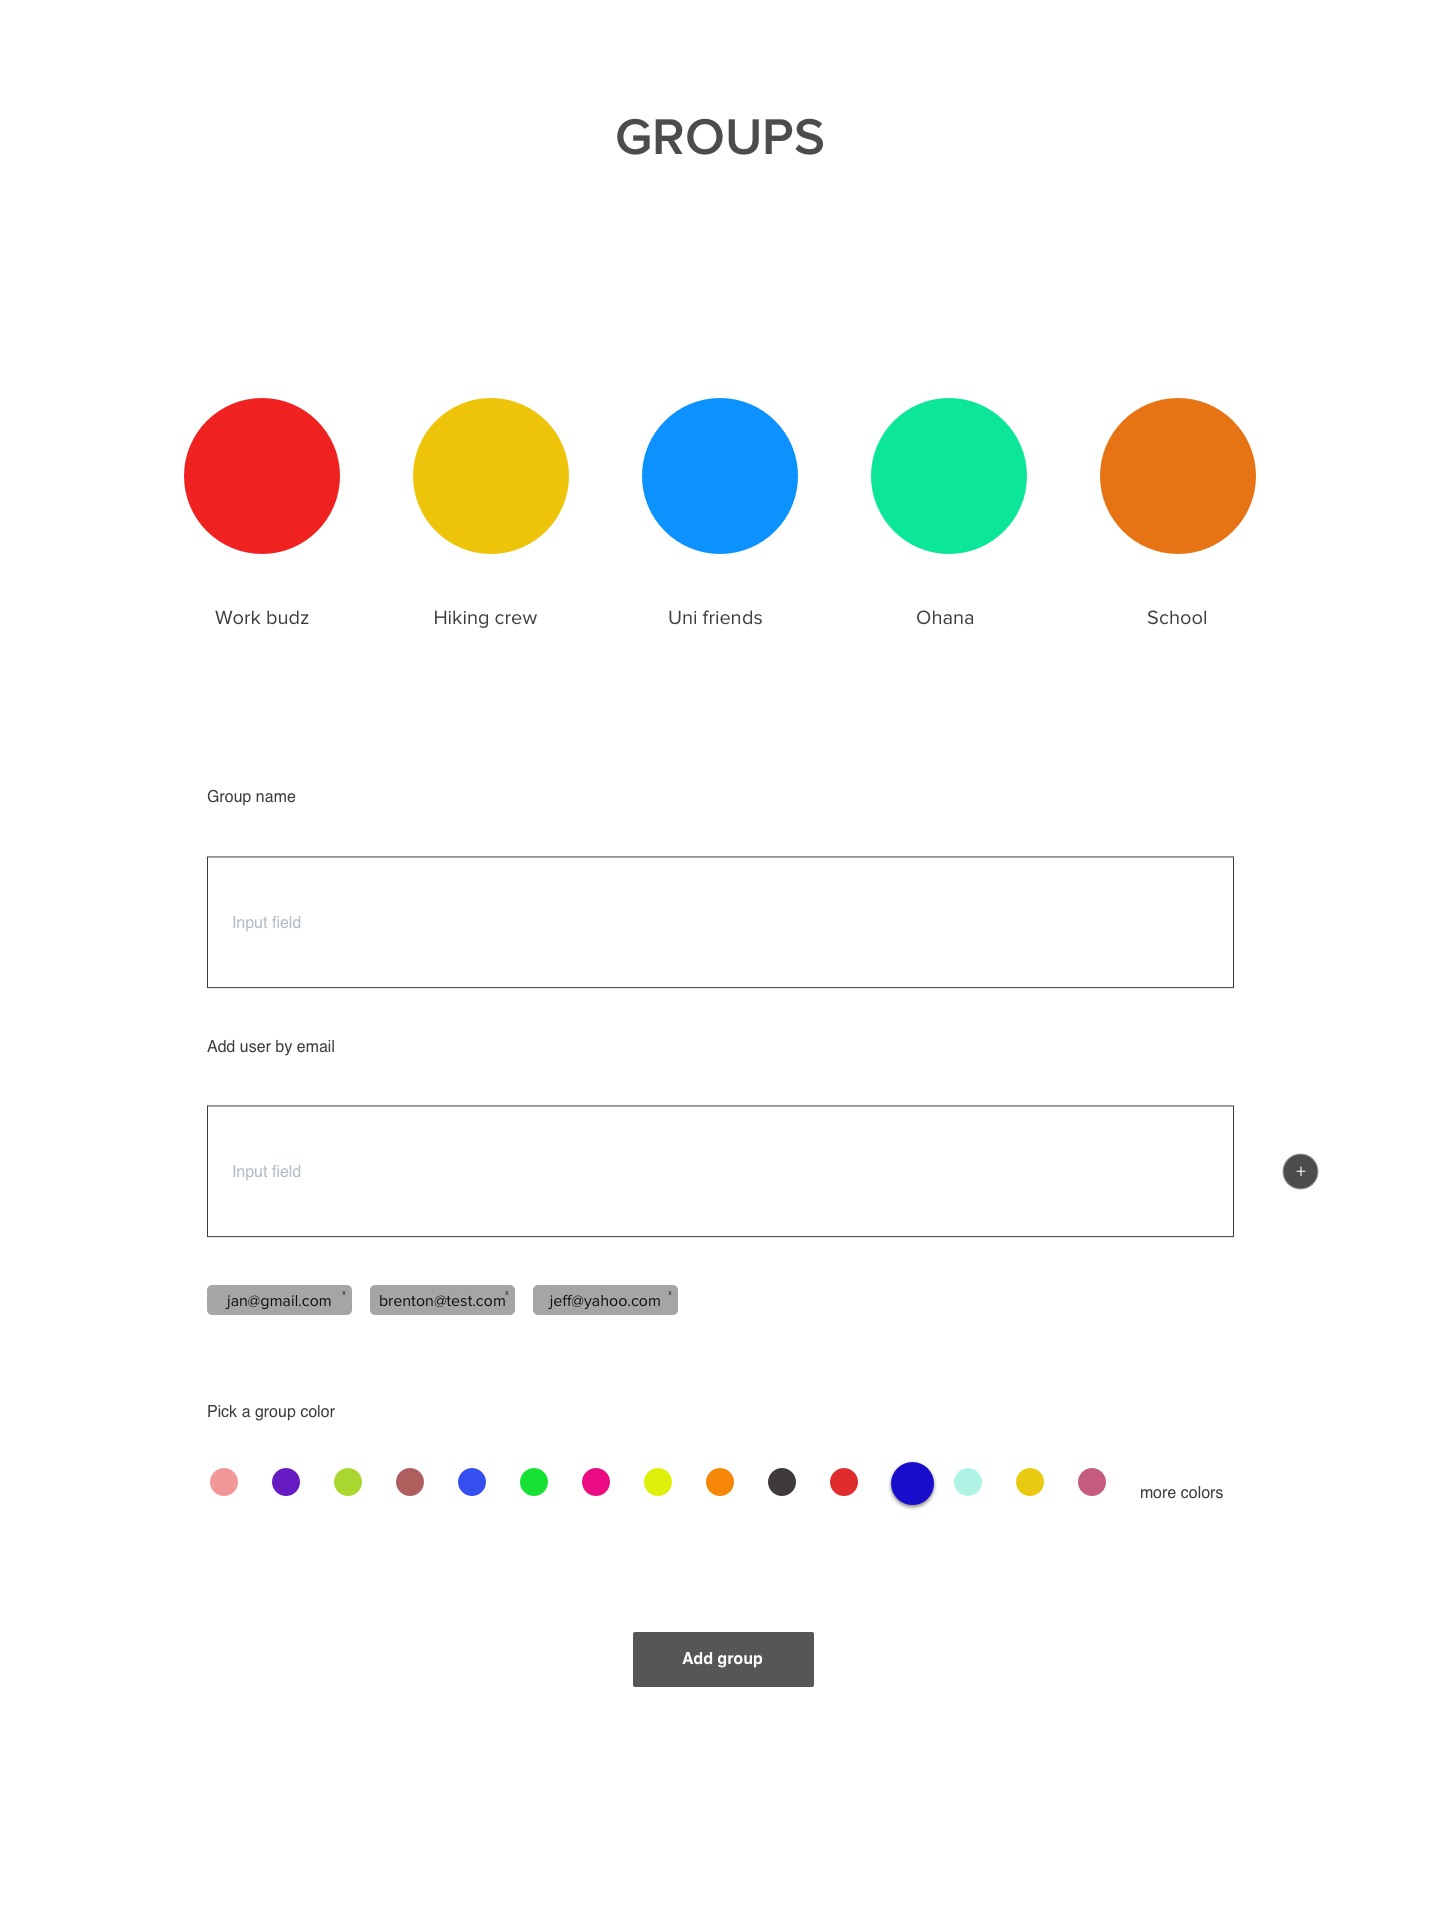 GROUPS
Work budz Hiking crew Uni friends Ohana School
Group name
Input field
Add user by email
Input field +
jan@gmail.com x brenton@test.com x jeff@yahoo.com x
Pick a group color
more colors
Add group